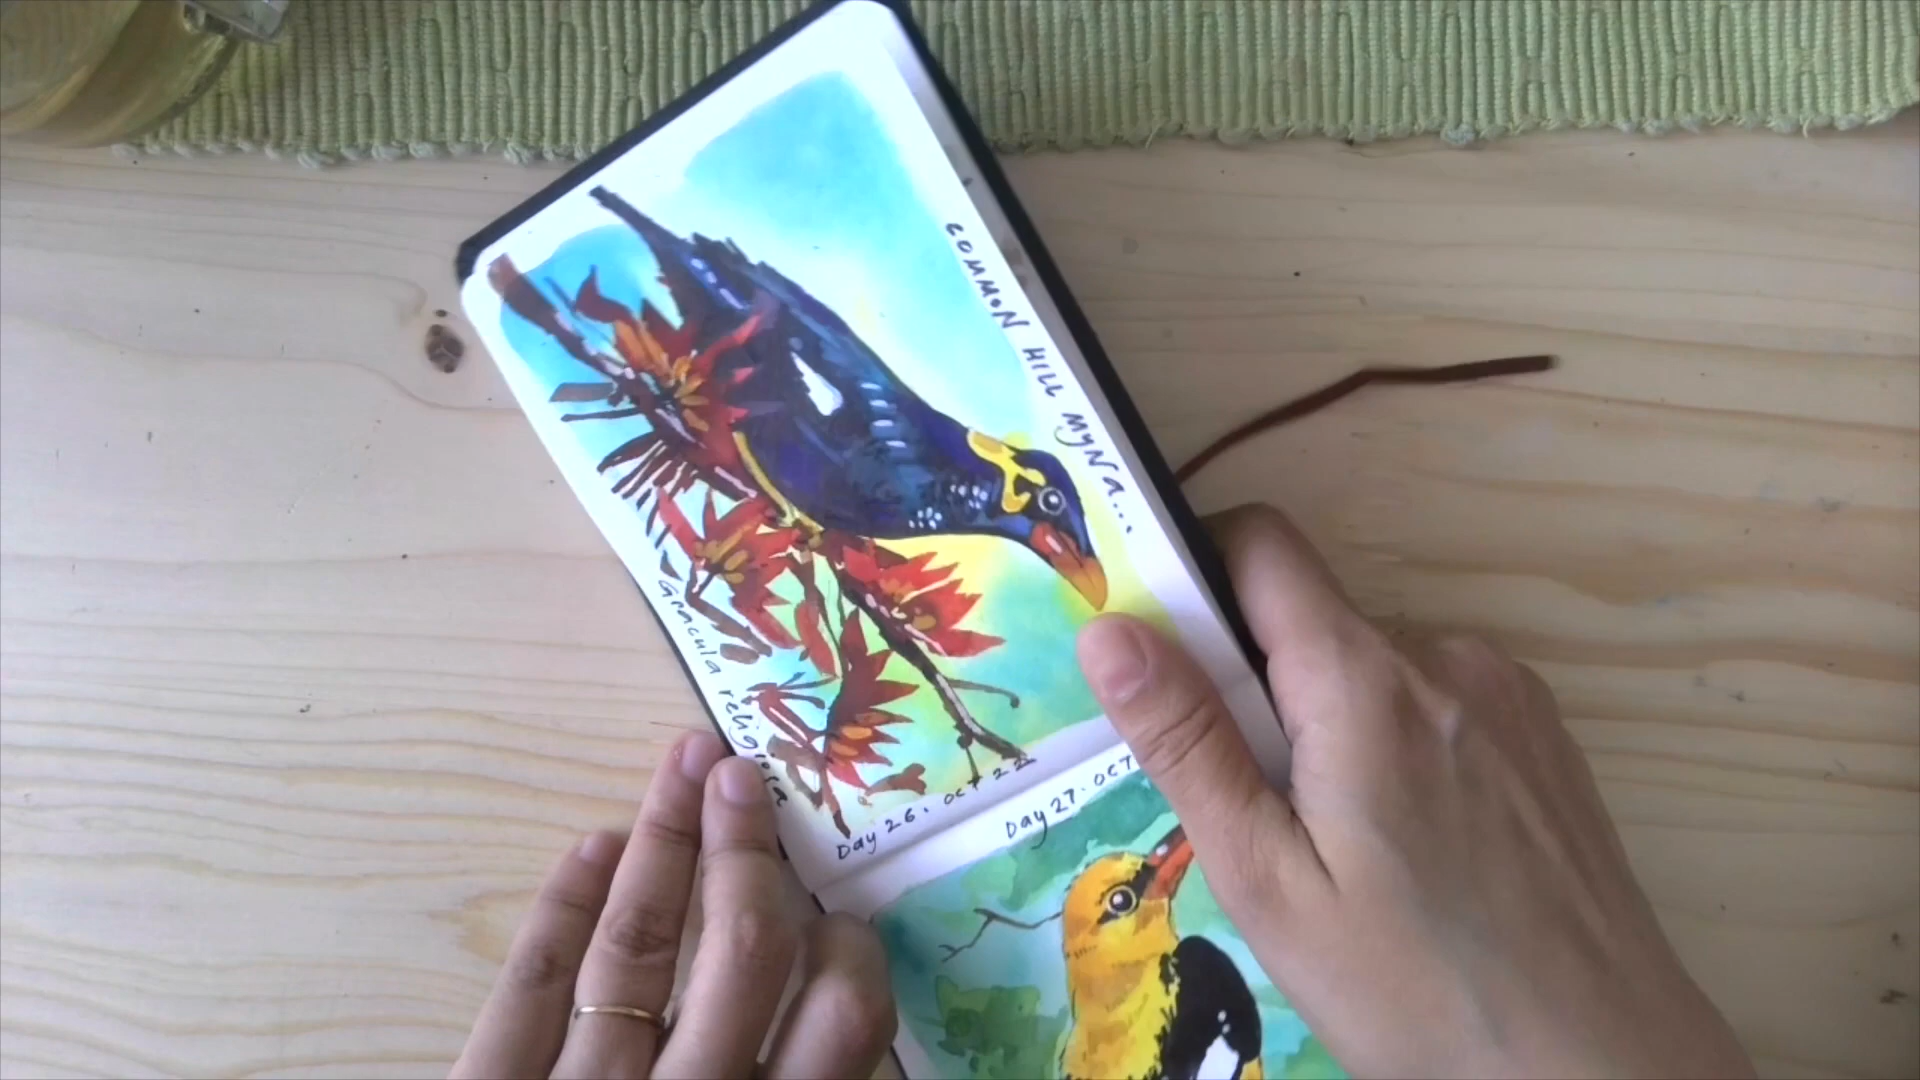 COMMON HILL MYNa...
Gracula religiosa
Day 26. OCT 22
Day 27. OCT